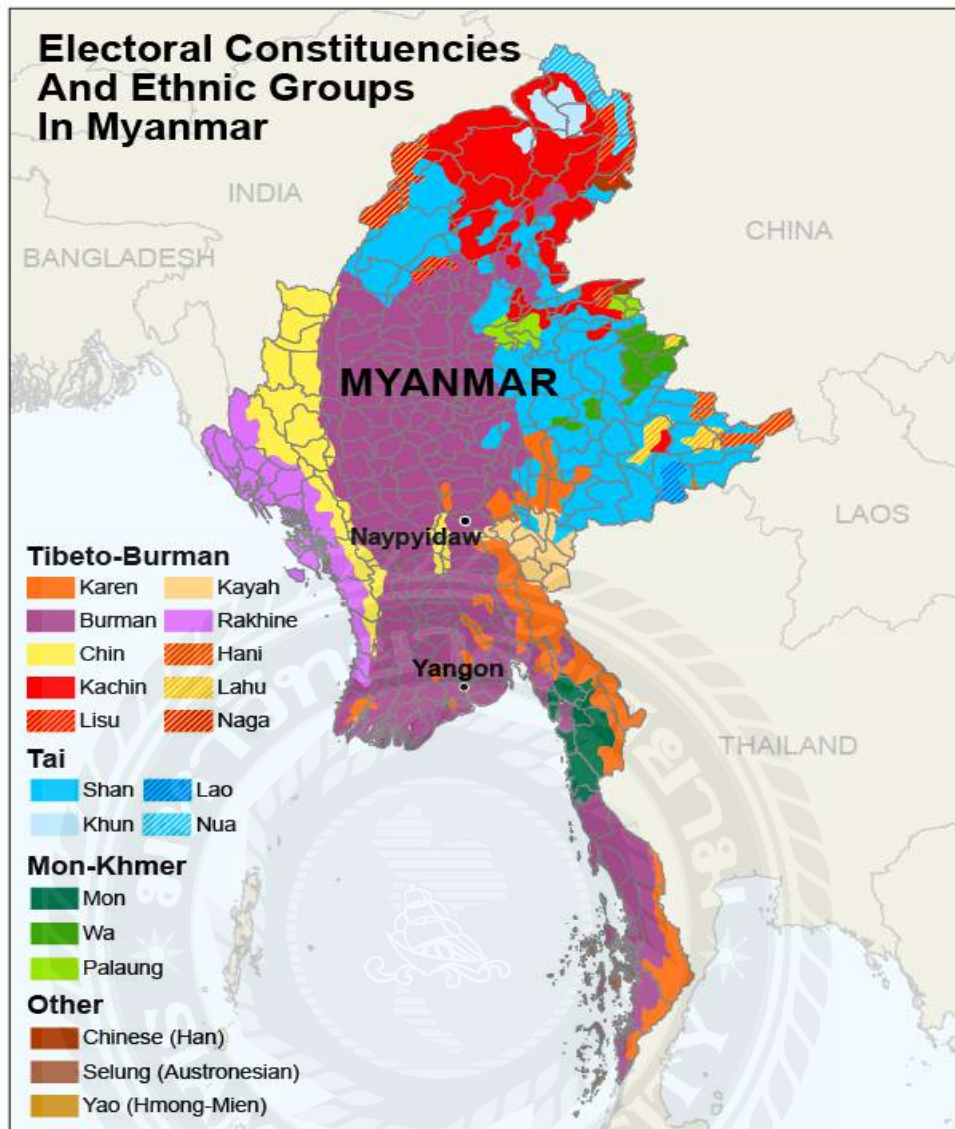 Electoral Constituencies
And Ethnic Groups
In Myanmar
INDIA
CHINA
BANGLADESH
MYANMAR
LAOS
Naypyidaw
Yangon
THAILAND
Tibeto-Burman
Karen
Kayah
Burman
Rakhine
Chin
Hani
Kachin
Lahu
Lisu
Naga
Tai
Shan
Lao
Khun
Nua
Mon-Khmer
Mon
Wa
Palaung
Other
Chinese (Han)
Selung (Austronesian)
Yao (Hmong-Mien)